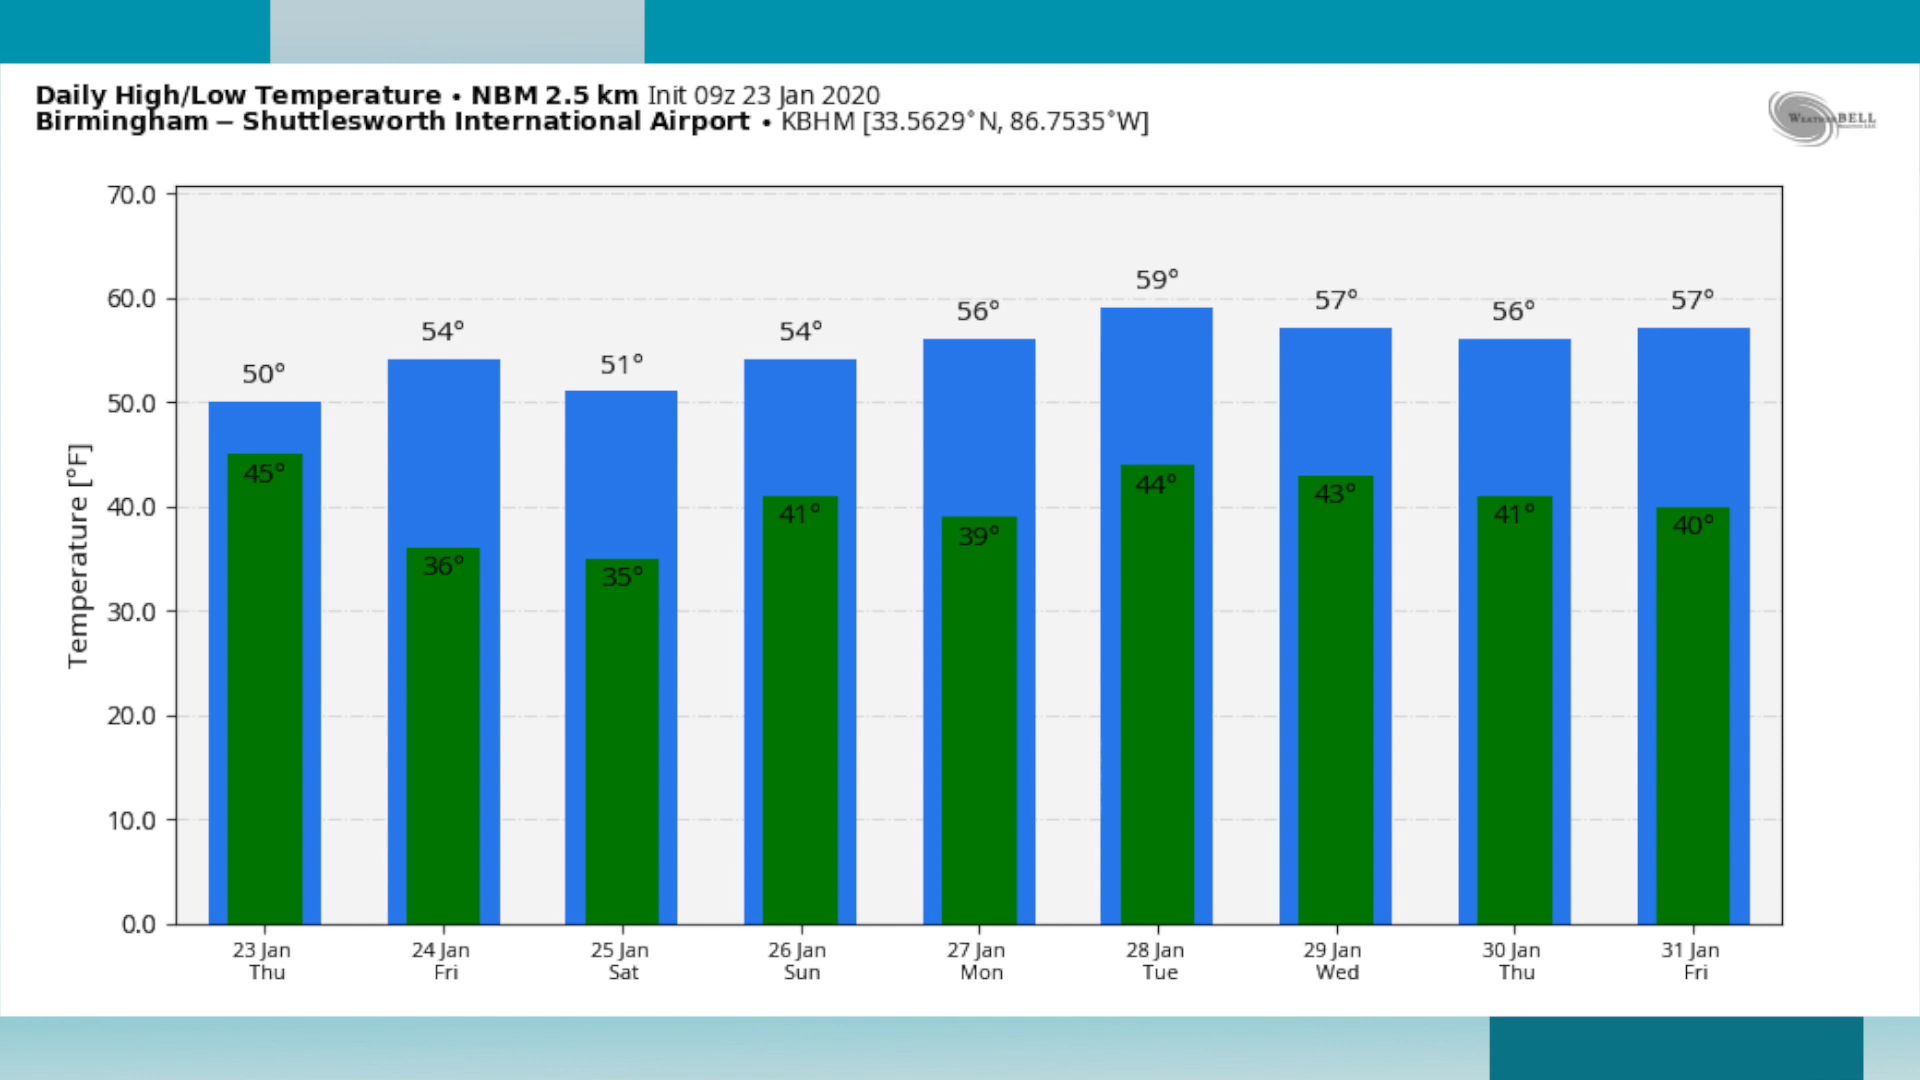 Daily High/Low Temperature • NBM 2.5 km Init 09z 23 Jan 2020
Birmingham – Shuttlesworth International Airport • KBHM [33.5629°N, 86.7535°W]
WEATHERBELL
70.0
60.0
50.0
40.0
30.0
20.0
10.0
0.0
Temperature [°F]
50° 54° 51° 54° 56° 59° 57° 56° 57°
45° 36° 35° 41° 39° 44° 43° 41° 40°
23 Jan 24 Jan 25 Jan 26 Jan 27 Jan 28 Jan 29 Jan 30 Jan 31 Jan
Thu Fri Sat Sun Mon Tue Wed Thu Fri